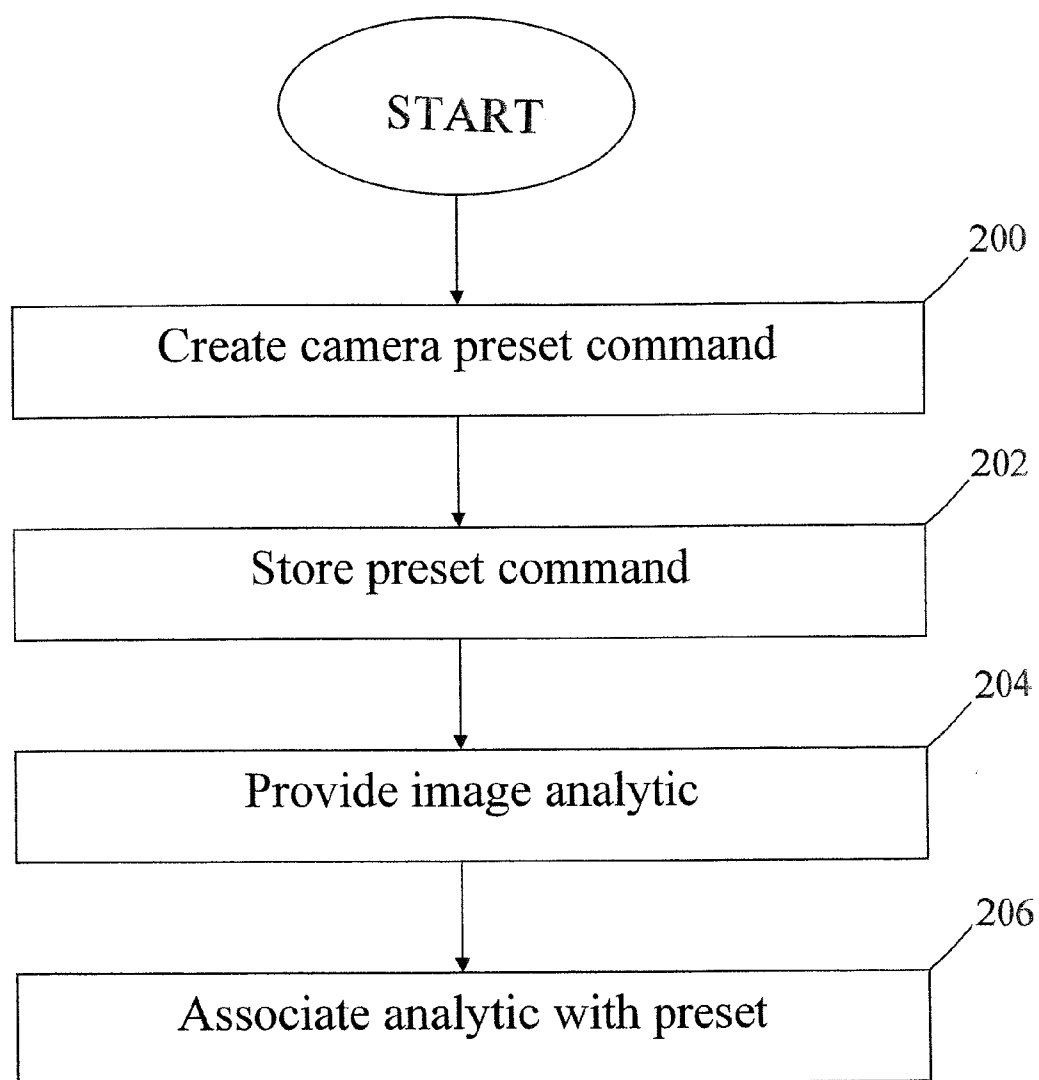 START
200
Create camera preset command
202
Store preset command
204
Provide image analytic
206
Associate analytic with preset